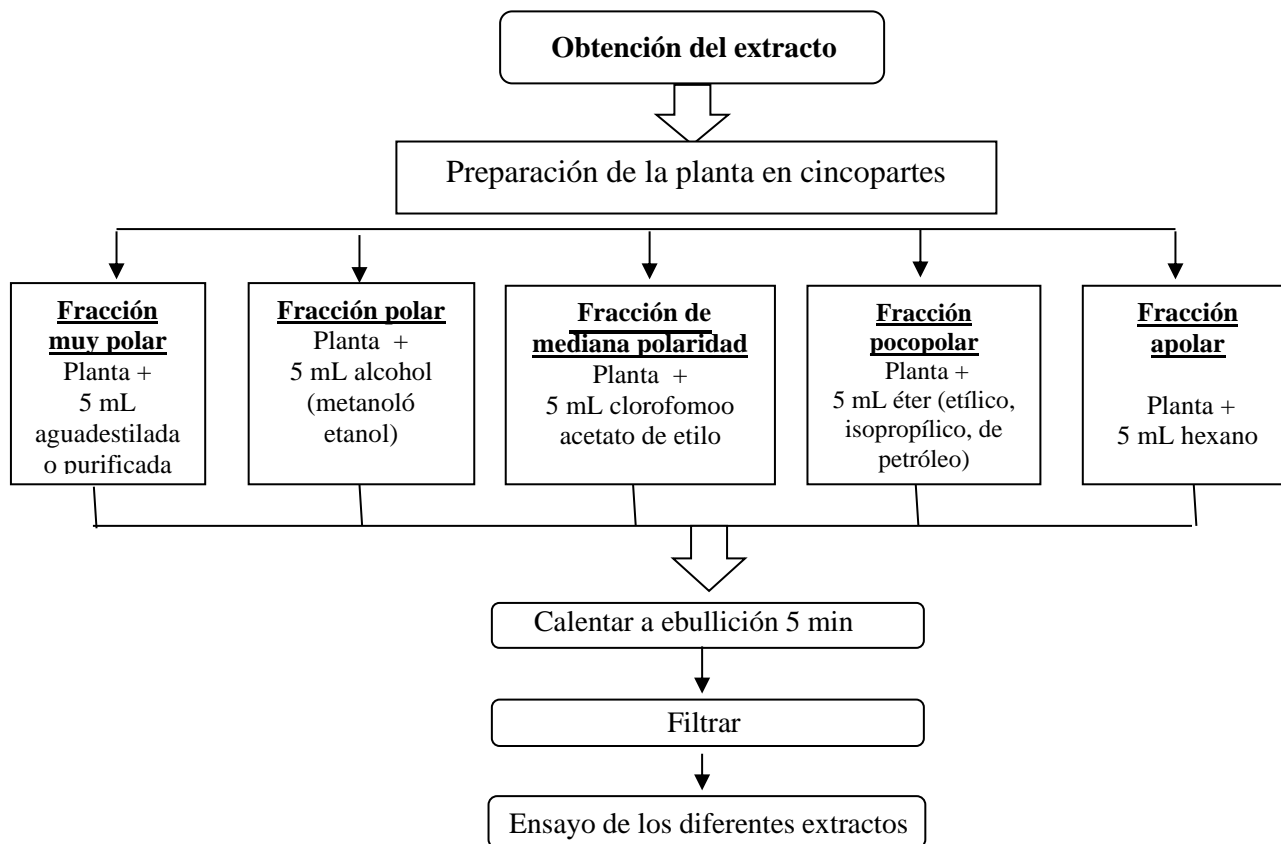 Obtención del extracto
Preparación de la planta en cincopartes
Fracción
muy polar
Planta +
5 mL
aguadestilada
o purificada
Fracción polar
Planta +
5 mL alcohol
(metanoló
etanol)
Fracción de
mediana polaridad
Planta +
5 mL clorofomoo
acetato de etilo
Fracción
pocopolar
Planta +
5 mL éter (etílico,
isopropílico, de
petróleo)
Fracción
apolar
Planta +
5 mL hexano
Calentar a ebullición 5 min
Filtrar
Ensayo de los diferentes extractos